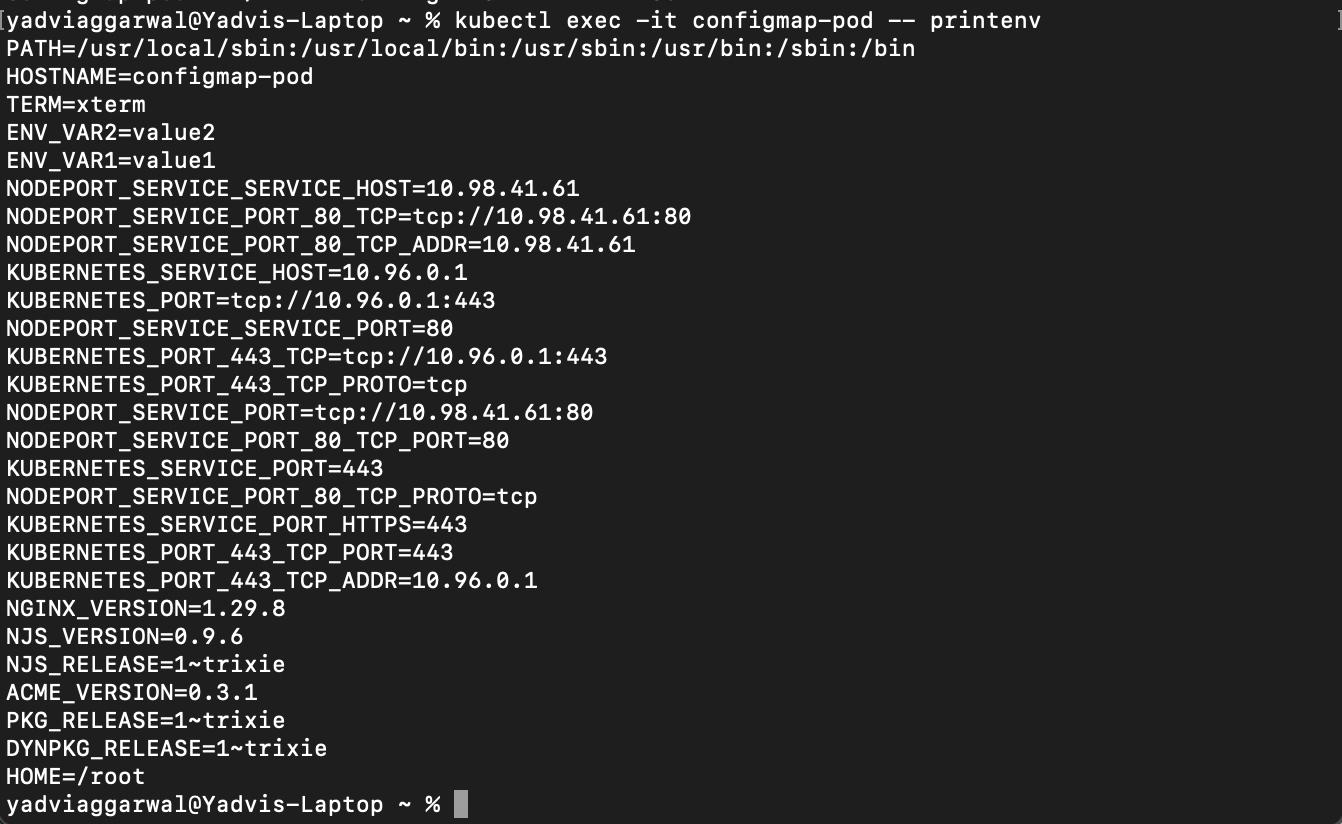 yadviaggarwal@Yadvis-Laptop ~ % kubectl exec -it configmap-pod -- printenv
PATH=/usr/local/sbin:/usr/local/bin:/usr/sbin:/usr/bin:/sbin:/bin
HOSTNAME=configmap-pod
TERM=xterm
ENV_VAR2=value2
ENV_VAR1=value1
NODEPORT_SERVICE_SERVICE_HOST=10.98.41.61
NODEPORT_SERVICE_PORT_80_TCP=tcp://10.98.41.61:80
NODEPORT_SERVICE_PORT_80_TCP_ADDR=10.98.41.61
KUBERNETES_SERVICE_HOST=10.96.0.1
KUBERNETES_PORT=tcp://10.96.0.1:443
NODEPORT_SERVICE_SERVICE_PORT=80
KUBERNETES_PORT_443_TCP=tcp://10.96.0.1:443
KUBERNETES_PORT_443_TCP_PROTO=tcp
NODEPORT_SERVICE_PORT=tcp://10.98.41.61:80
NODEPORT_SERVICE_PORT_80_TCP_PORT=80
KUBERNETES_SERVICE_PORT=443
NODEPORT_SERVICE_PORT_80_TCP_PROTO=tcp
KUBERNETES_SERVICE_PORT_HTTPS=443
KUBERNETES_PORT_443_TCP_PORT=443
KUBERNETES_PORT_443_TCP_ADDR=10.96.0.1
NGINX_VERSION=1.29.8
NJS_VERSION=0.9.6
NJS_RELEASE=1~trixie
ACME_VERSION=0.3.1
PKG_RELEASE=1~trixie
DYNPKG_RELEASE=1~trixie
HOME=/root
yadviaggarwal@Yadvis-Laptop ~ %